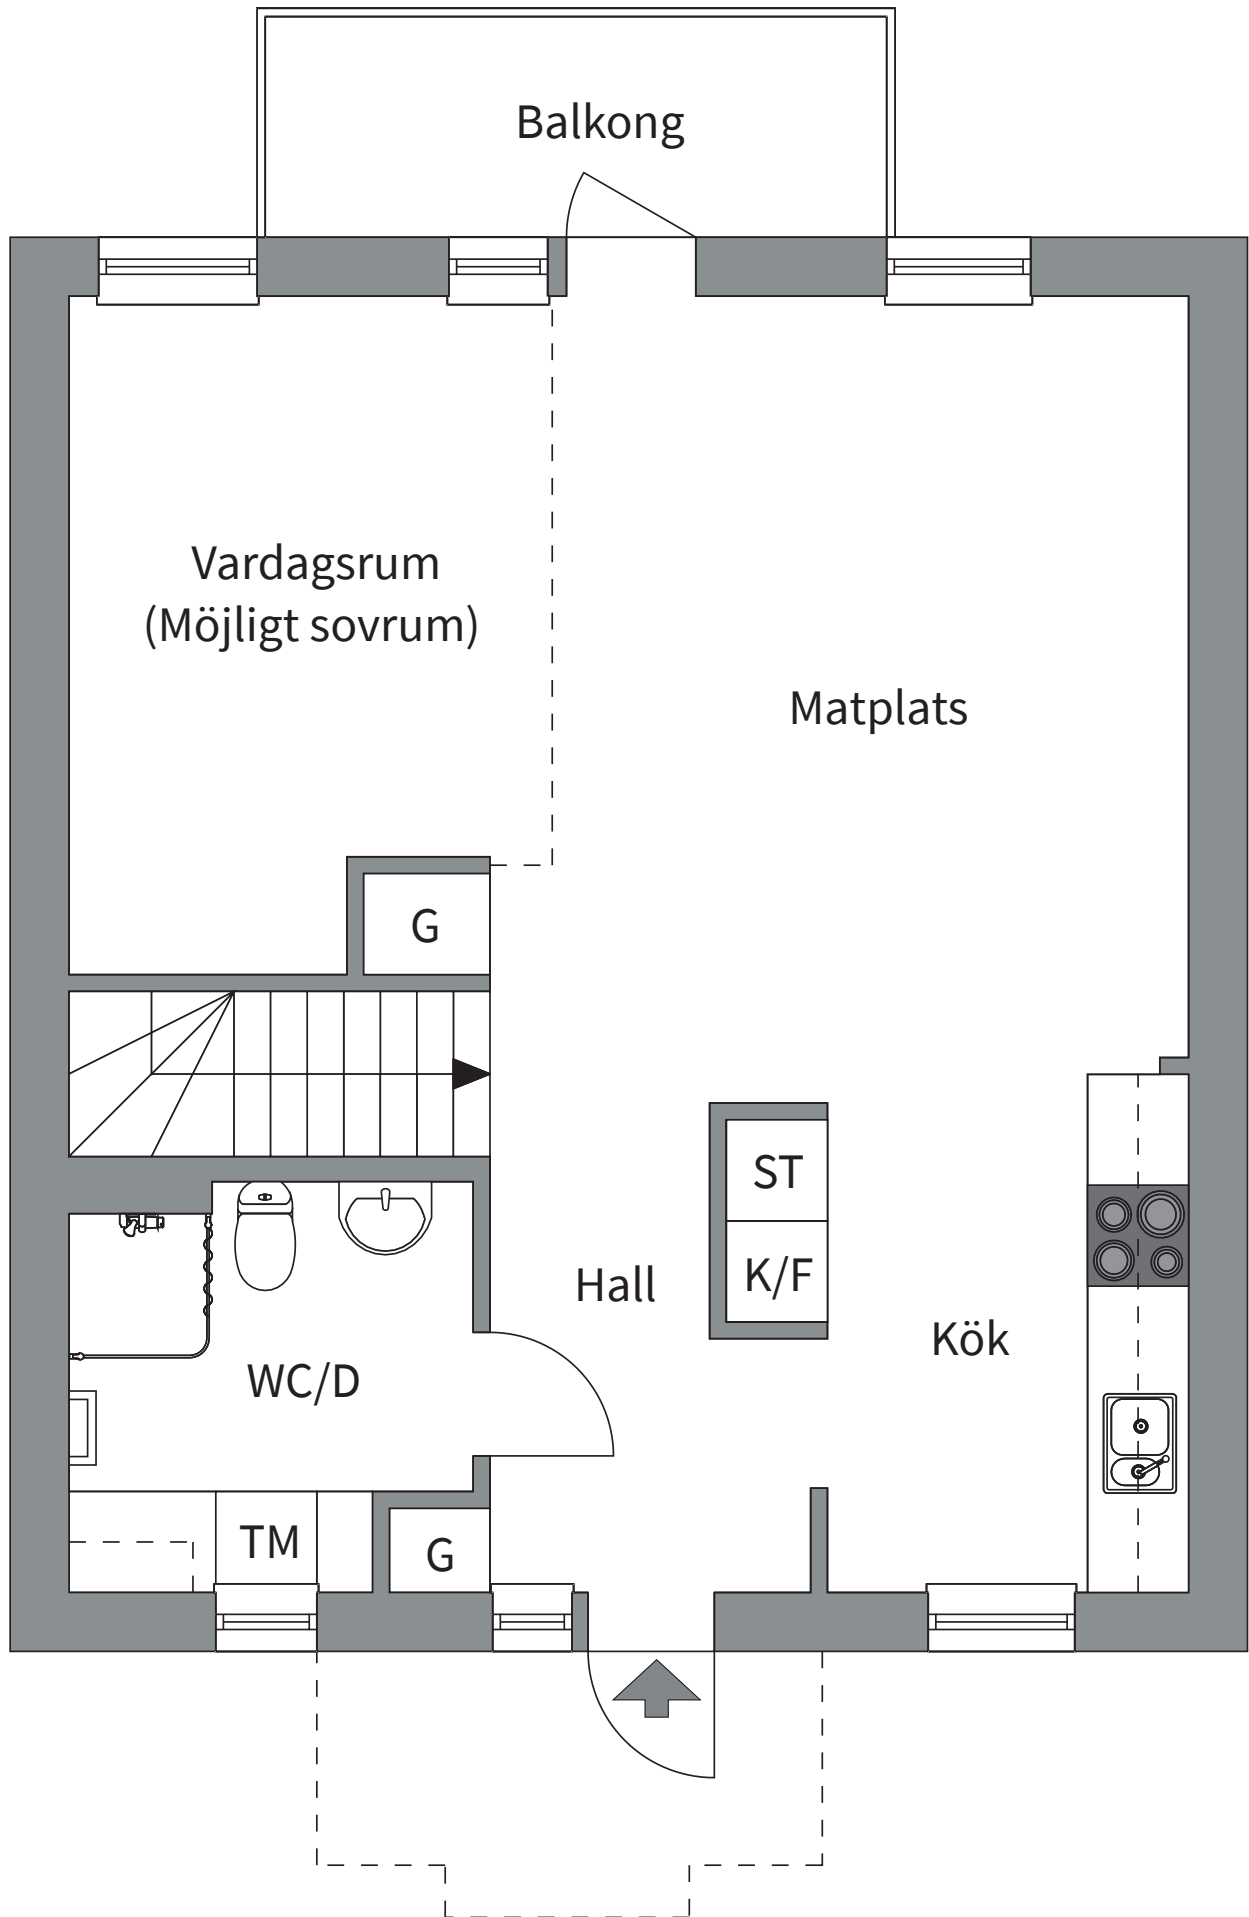 Balkong
Vardagsrum
(Möjligt sovrum)
Matplats
G
ST
K/F
Hall
Kök
WC/D
TM
G